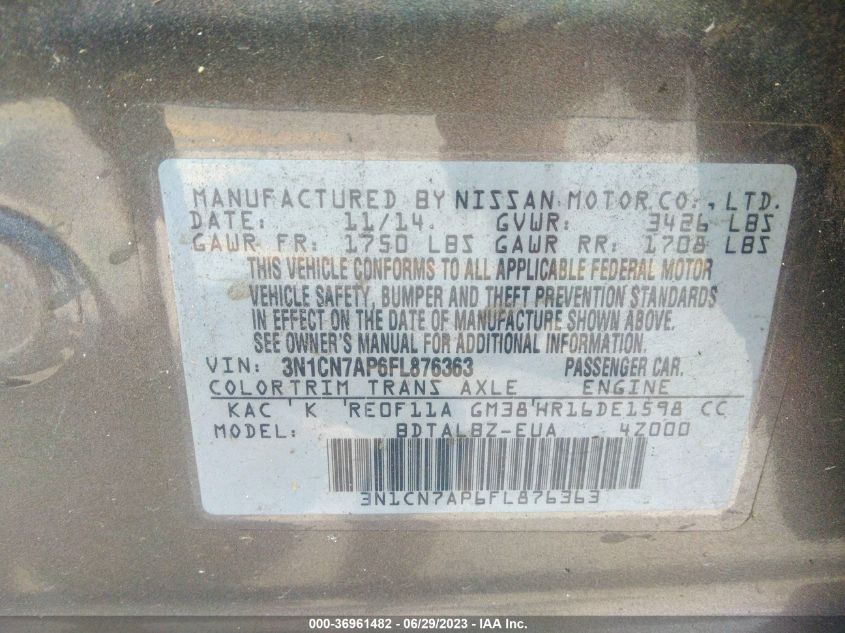 MANUFACTURED BY NISSAN MOTOR CO., LTD.
DATE: 11/14 GVWR: 3426 LBS
GAWR FR: 1750 LBS GAWR RR: 1708 LBS
THIS VEHICLE CONFORMS TO ALL APPLICABLE FEDERAL MOTOR
VEHICLE SAFETY, BUMPER AND THEFT PREVENTION STANDARDS
IN EFFECT ON THE DATE OF MANUFACTURE SHOWN ABOVE.
SEE OWNER'S MANUAL FOR ADDITIONAL INFORMATION.
VIN: 3N1CN7AP6FL876363 PASSENGER CAR.
COLOR TRIM TRANS AXLE ENGINE
KAC K RE0F11A GM38 HR16DE1598 CC
MODEL: BDTALBZ-EUA 4Z000
3N1CN7AP6FL876363
000-36961482 - 06/29/2023 - IAA Inc.